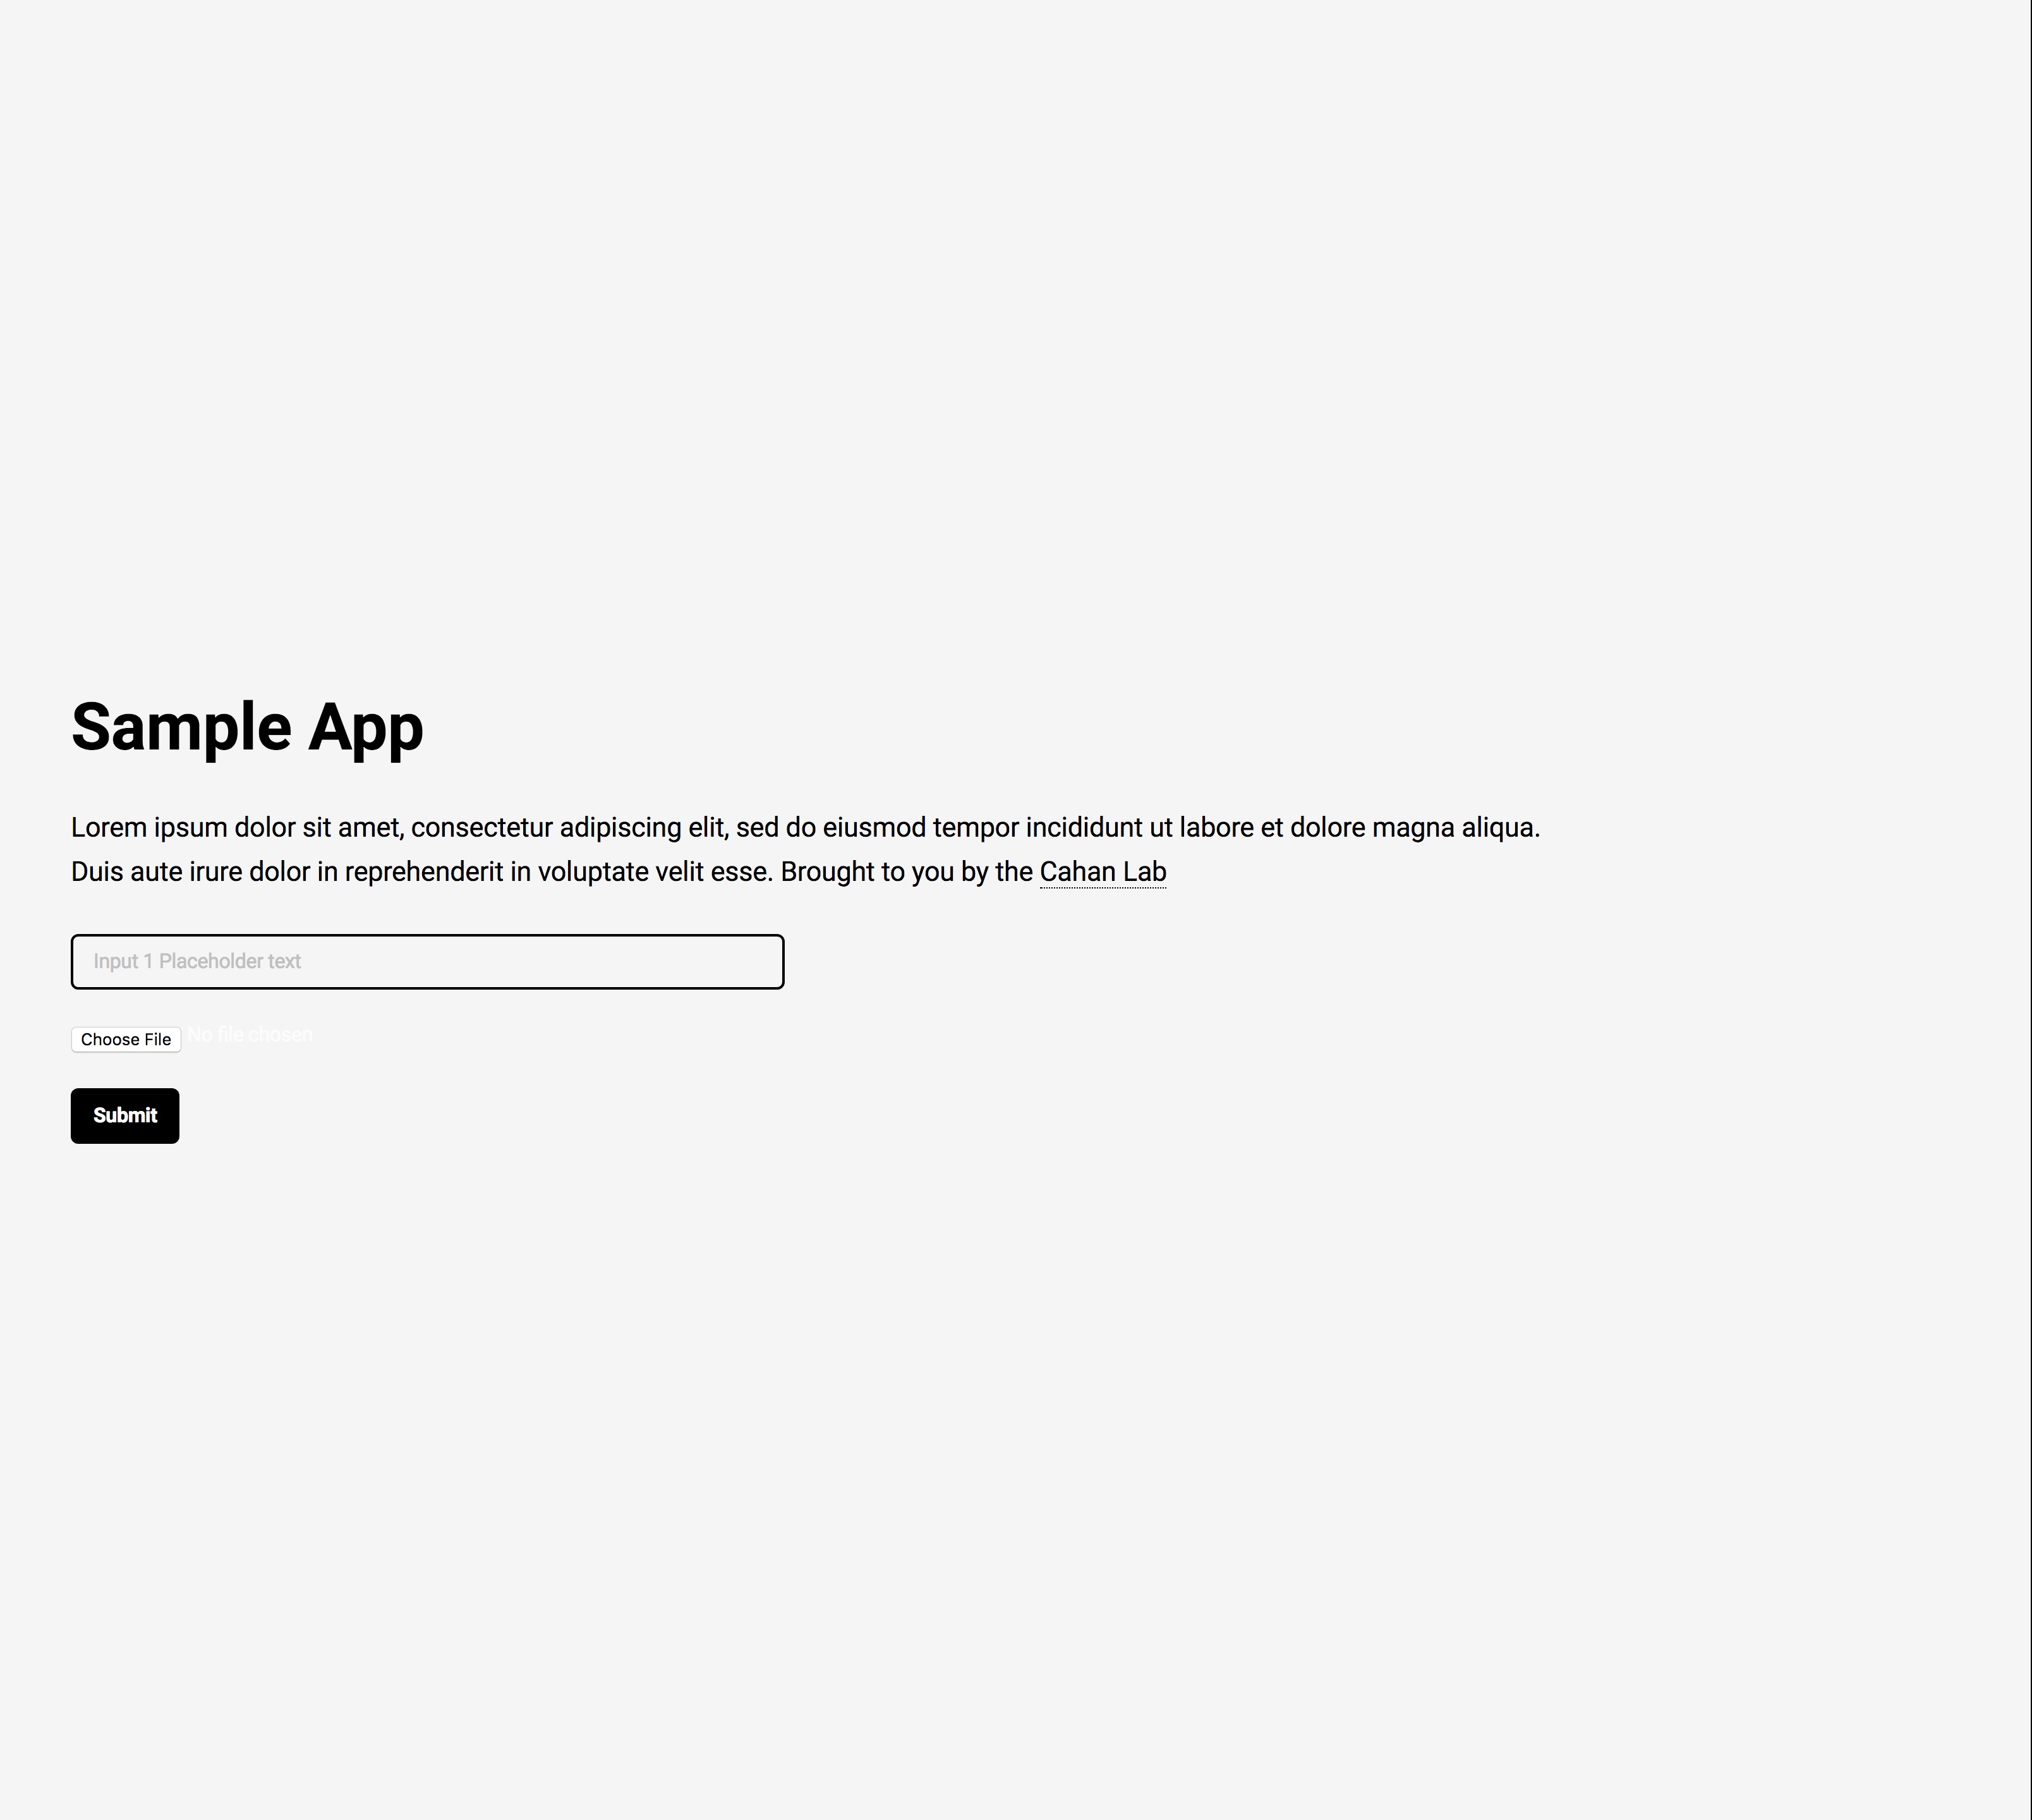 Sample App
Lorem ipsum dolor sit amet, consectetur adipiscing elit, sed do eiusmod tempor incididunt ut labore et dolore magna aliqua.
Duis aute irure dolor in reprehenderit in voluptate velit esse. Brought to you by the Cahan Lab
Input 1 Placeholder text
Choose File No file chosen
Submit